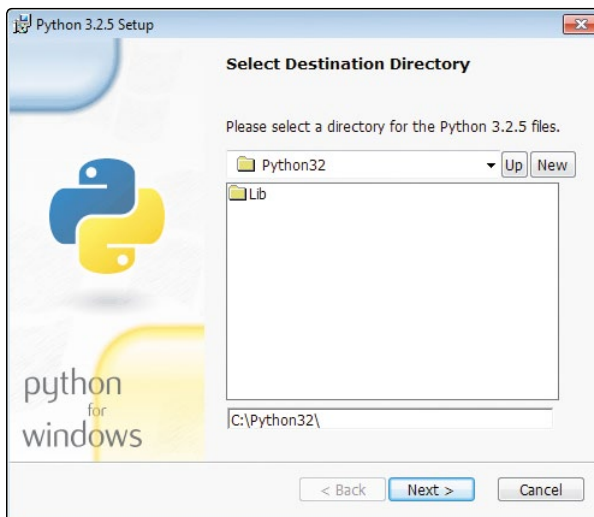 Python 3.2.5 Setup
Select Destination Directory
Please select a directory for the Python 3.2.5 files.
Python32
Up
New
Lib
python
for
windows
C:\Python32\
< Back
Next >
Cancel